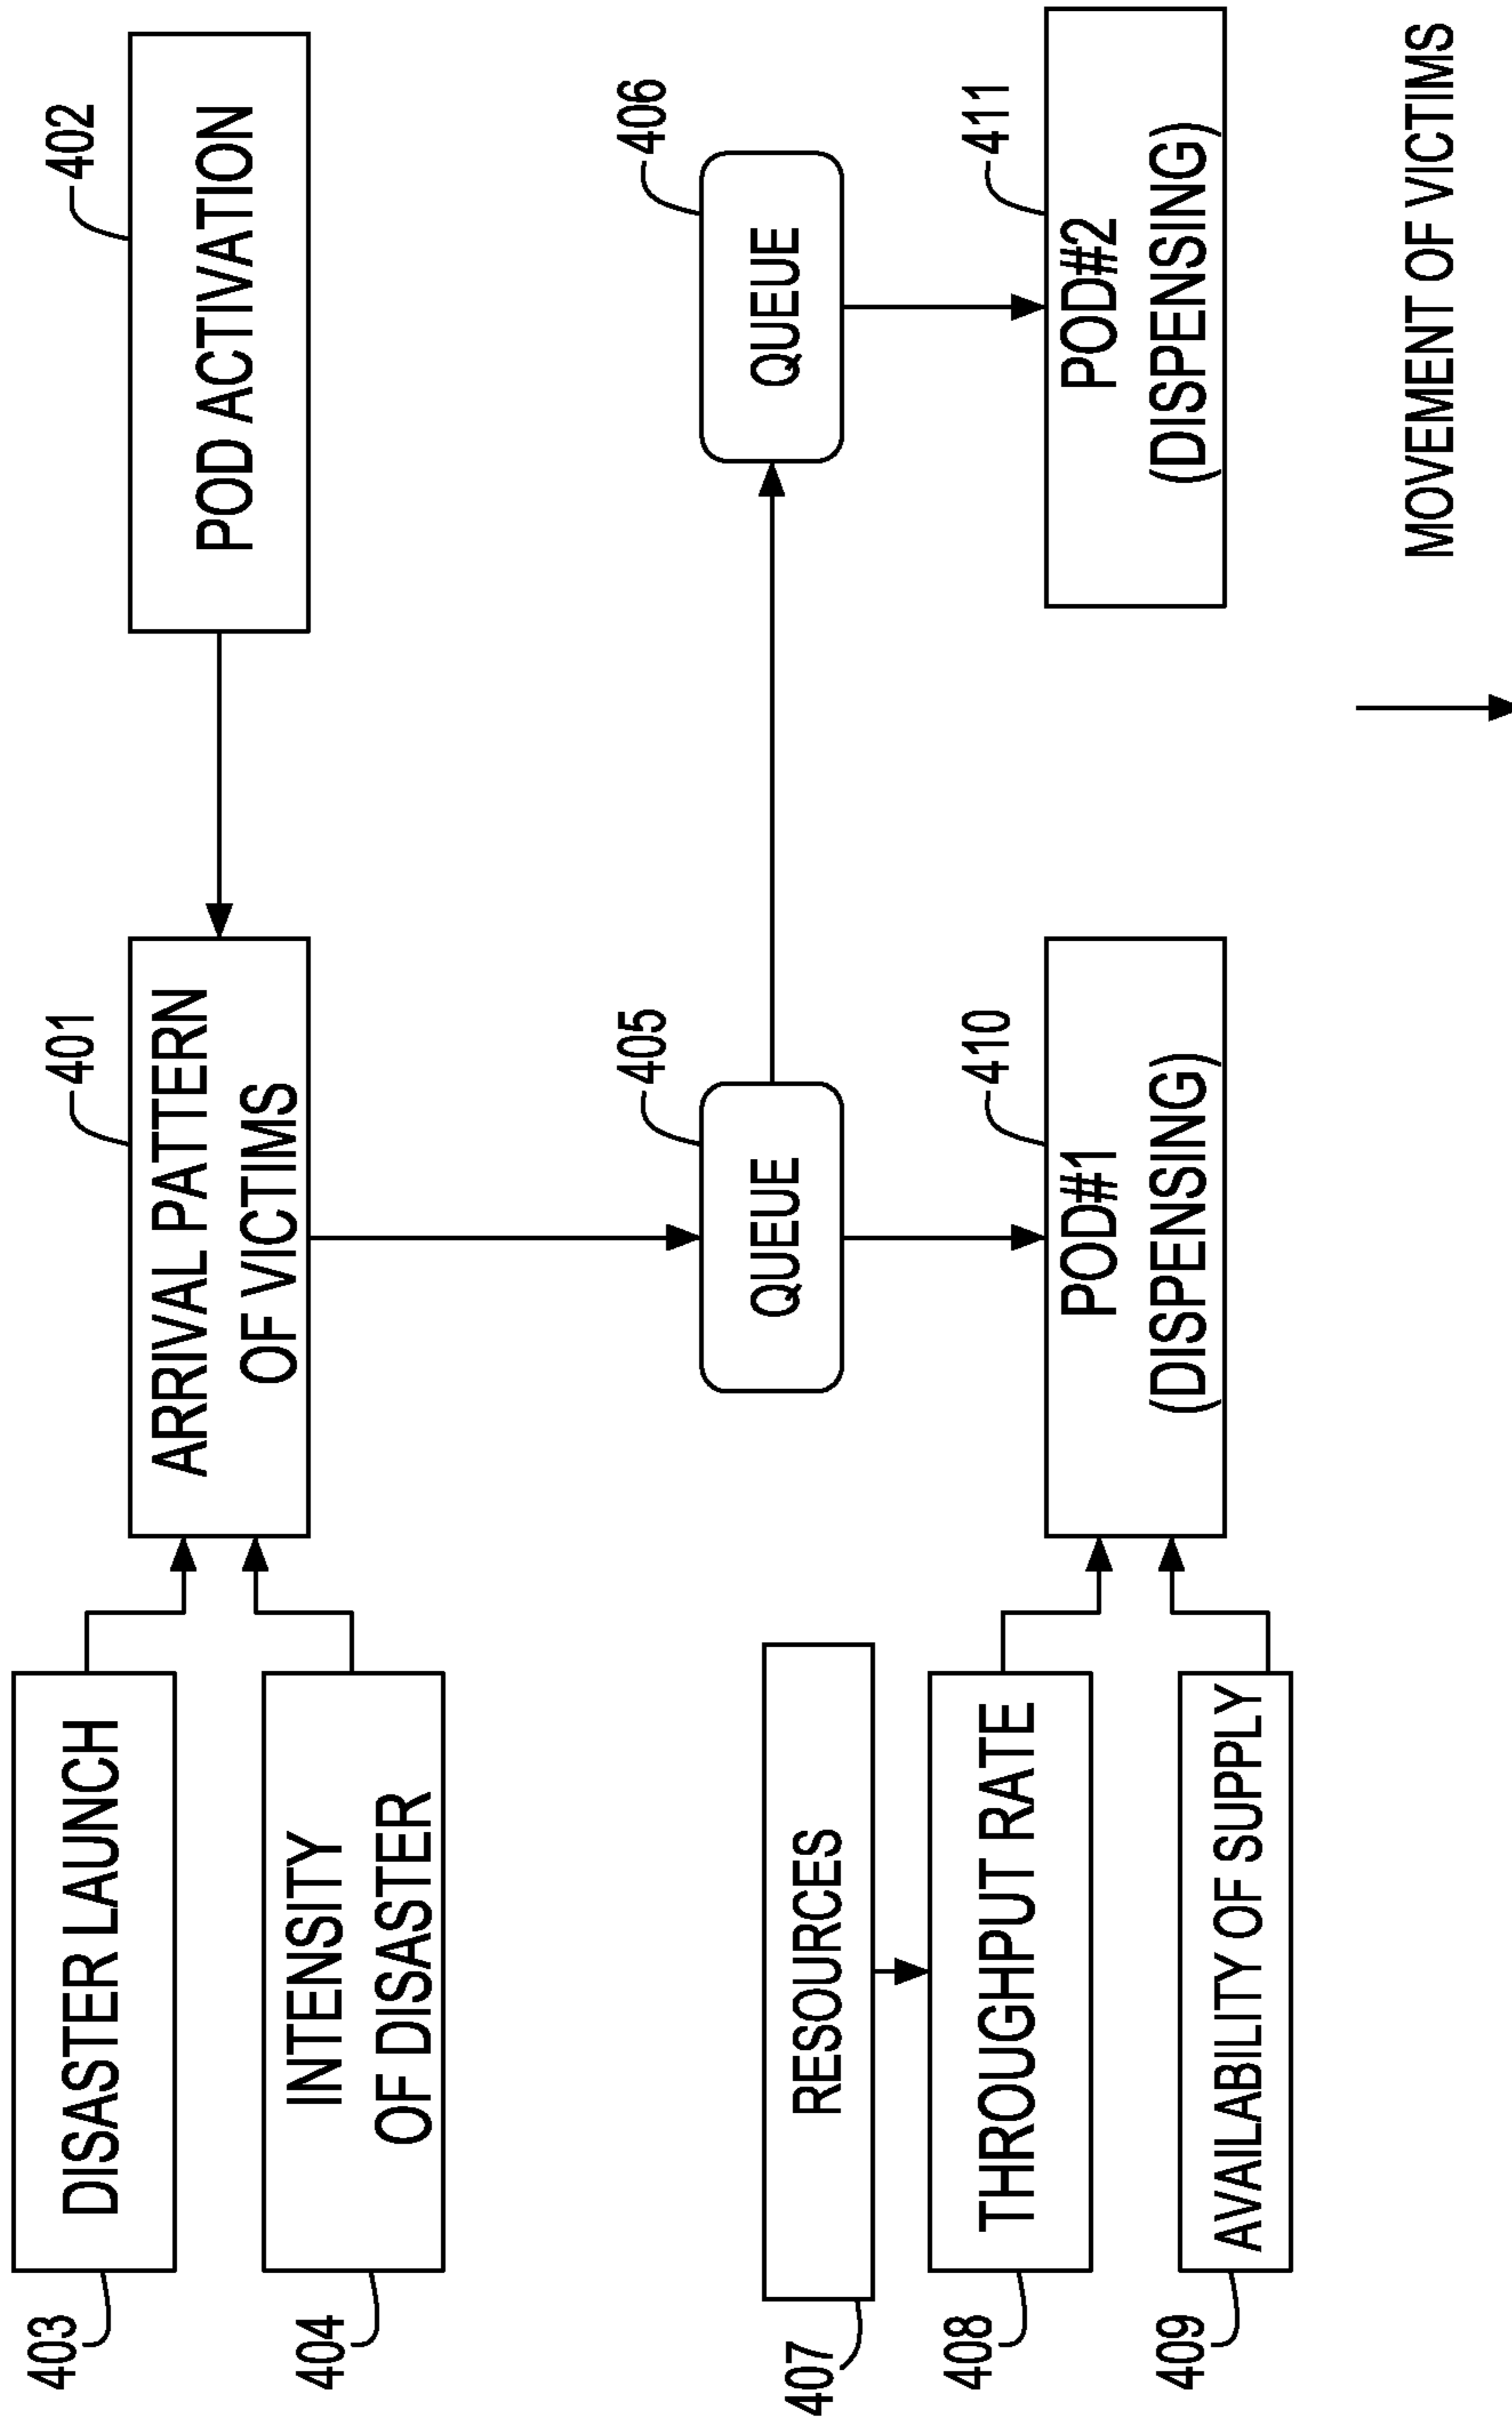 403
DISASTER LAUNCH
401
ARRIVAL PATTERN
OF VICTIMS
402
POD ACTIVATION
404
INTENSITY
OF DISASTER
405
QUEUE
406
QUEUE
407
RESOURCES
408
THROUGHPUT RATE
409
AVAILABILITY OF SUPPLY
410
POD#1
(DISPENSING)
411
POD#2
(DISPENSING)
MOVEMENT OF VICTIMS